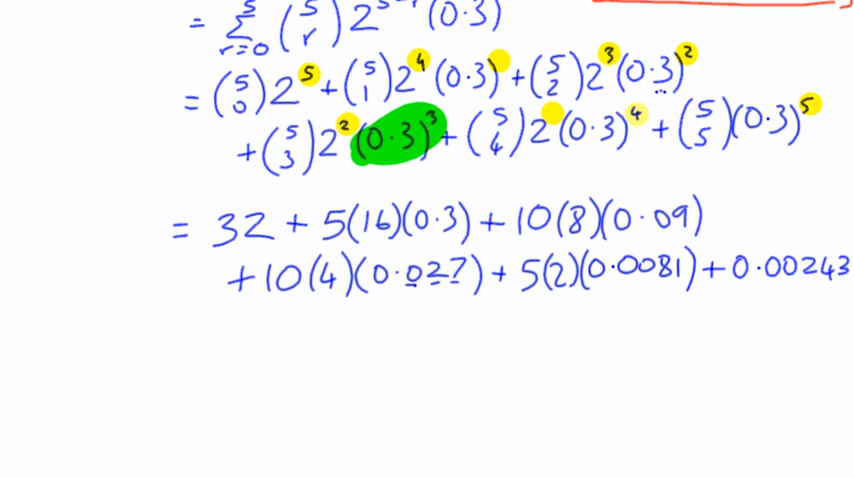 = 5Σr=0 (5 r) 2^5-r (0.3)
= (5 0) 2^5 + (5 1) 2^4 (0.3) + (5 2) 2^3 (0.3)^2
+ (5 3) 2^2 (0.3)^3 + (5 4) 2 (0.3)^4 + (5 5) (0.3)^5
= 32 + 5(16)(0.3) + 10(8)(0.09)
+ 10(4)(0.027) + 5(2)(0.0081) + 0.00243